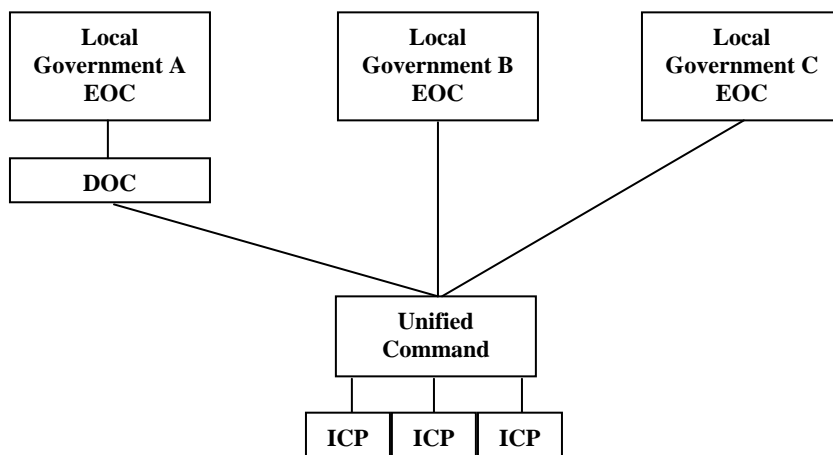 Local
Government A
EOC
Local
Government B
EOC
Local
Government C
EOC
DOC
Unified
Command
ICP
ICP
ICP